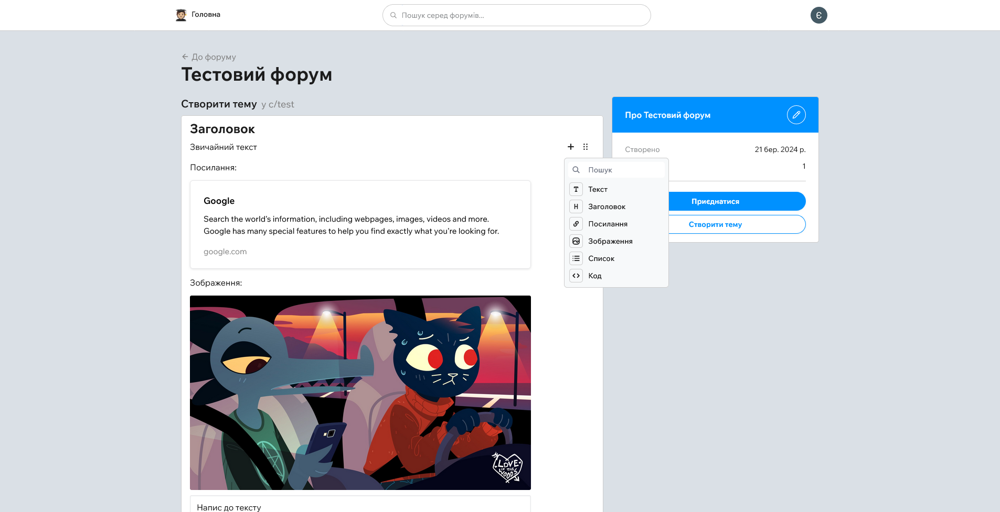 Головна
Пошук серед форумів...
Є
До форуму
Тестовий форум
Створити тему у c/test
Заголовок
Звичайний текст
Посилання:
Google
Search the world's information, including webpages, images, videos and more.
Google has many special features to help you find exactly what you're looking for.
google.com
Зображення:
LOVE
IN THE
WOODS
Напис до тексту
Пошук
Текст
Заголовок
Посилання
Зображення
Список
Код
Про Тестовий форум
Створено 21 бер. 2024 р.
1
Приєднатися
Створити тему